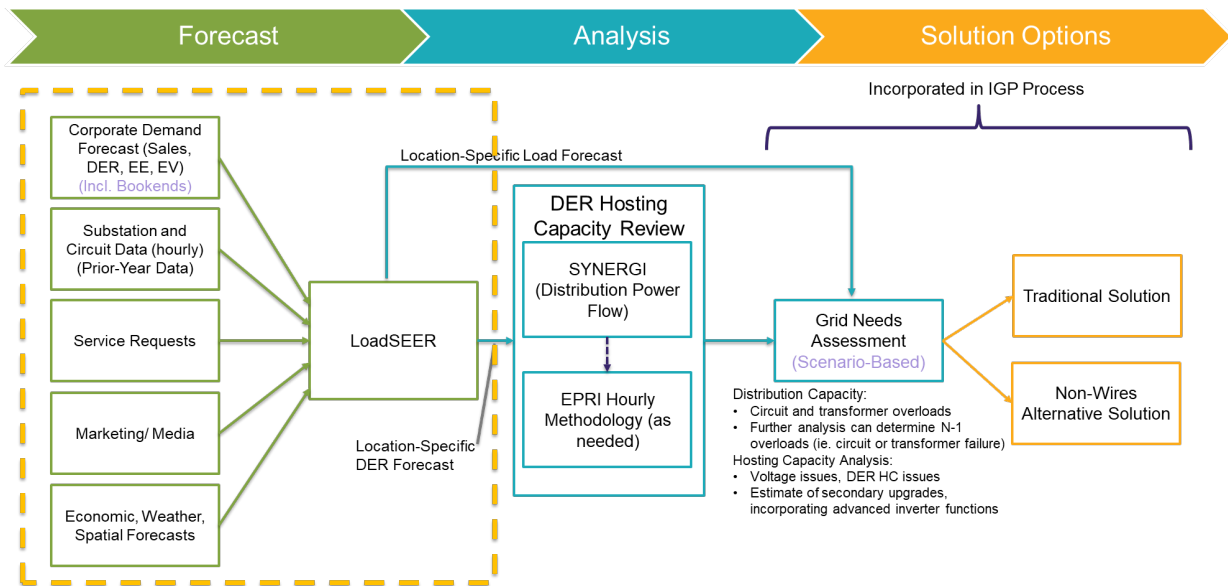 Forecast
Analysis
Solution Options
Incorporated in IGP Process
Corporate Demand
Forecast (Sales,
DER, EE, EV)
(Incl. Bookends)
Substation and
Circuit Data (hourly)
(Prior-Year Data)
Service Requests
Marketing/ Media
Economic, Weather,
Spatial Forecasts
LoadSEER
Location-Specific Load Forecast
Location-Specific
DER Forecast
DER Hosting
Capacity Review
SYNERGI
(Distribution Power
Flow)
EPRI Hourly
Methodology (as
needed)
Grid Needs
Assessment
(Scenario-Based)
Distribution Capacity:
• Circuit and transformer overloads
• Further analysis can determine N-1
overloads (ie. circuit or transformer failure)
Hosting Capacity Analysis:
• Voltage issues, DER HC issues
• Estimate of secondary upgrades,
incorporating advanced inverter functions
Traditional Solution
Non-Wires
Alternative Solution